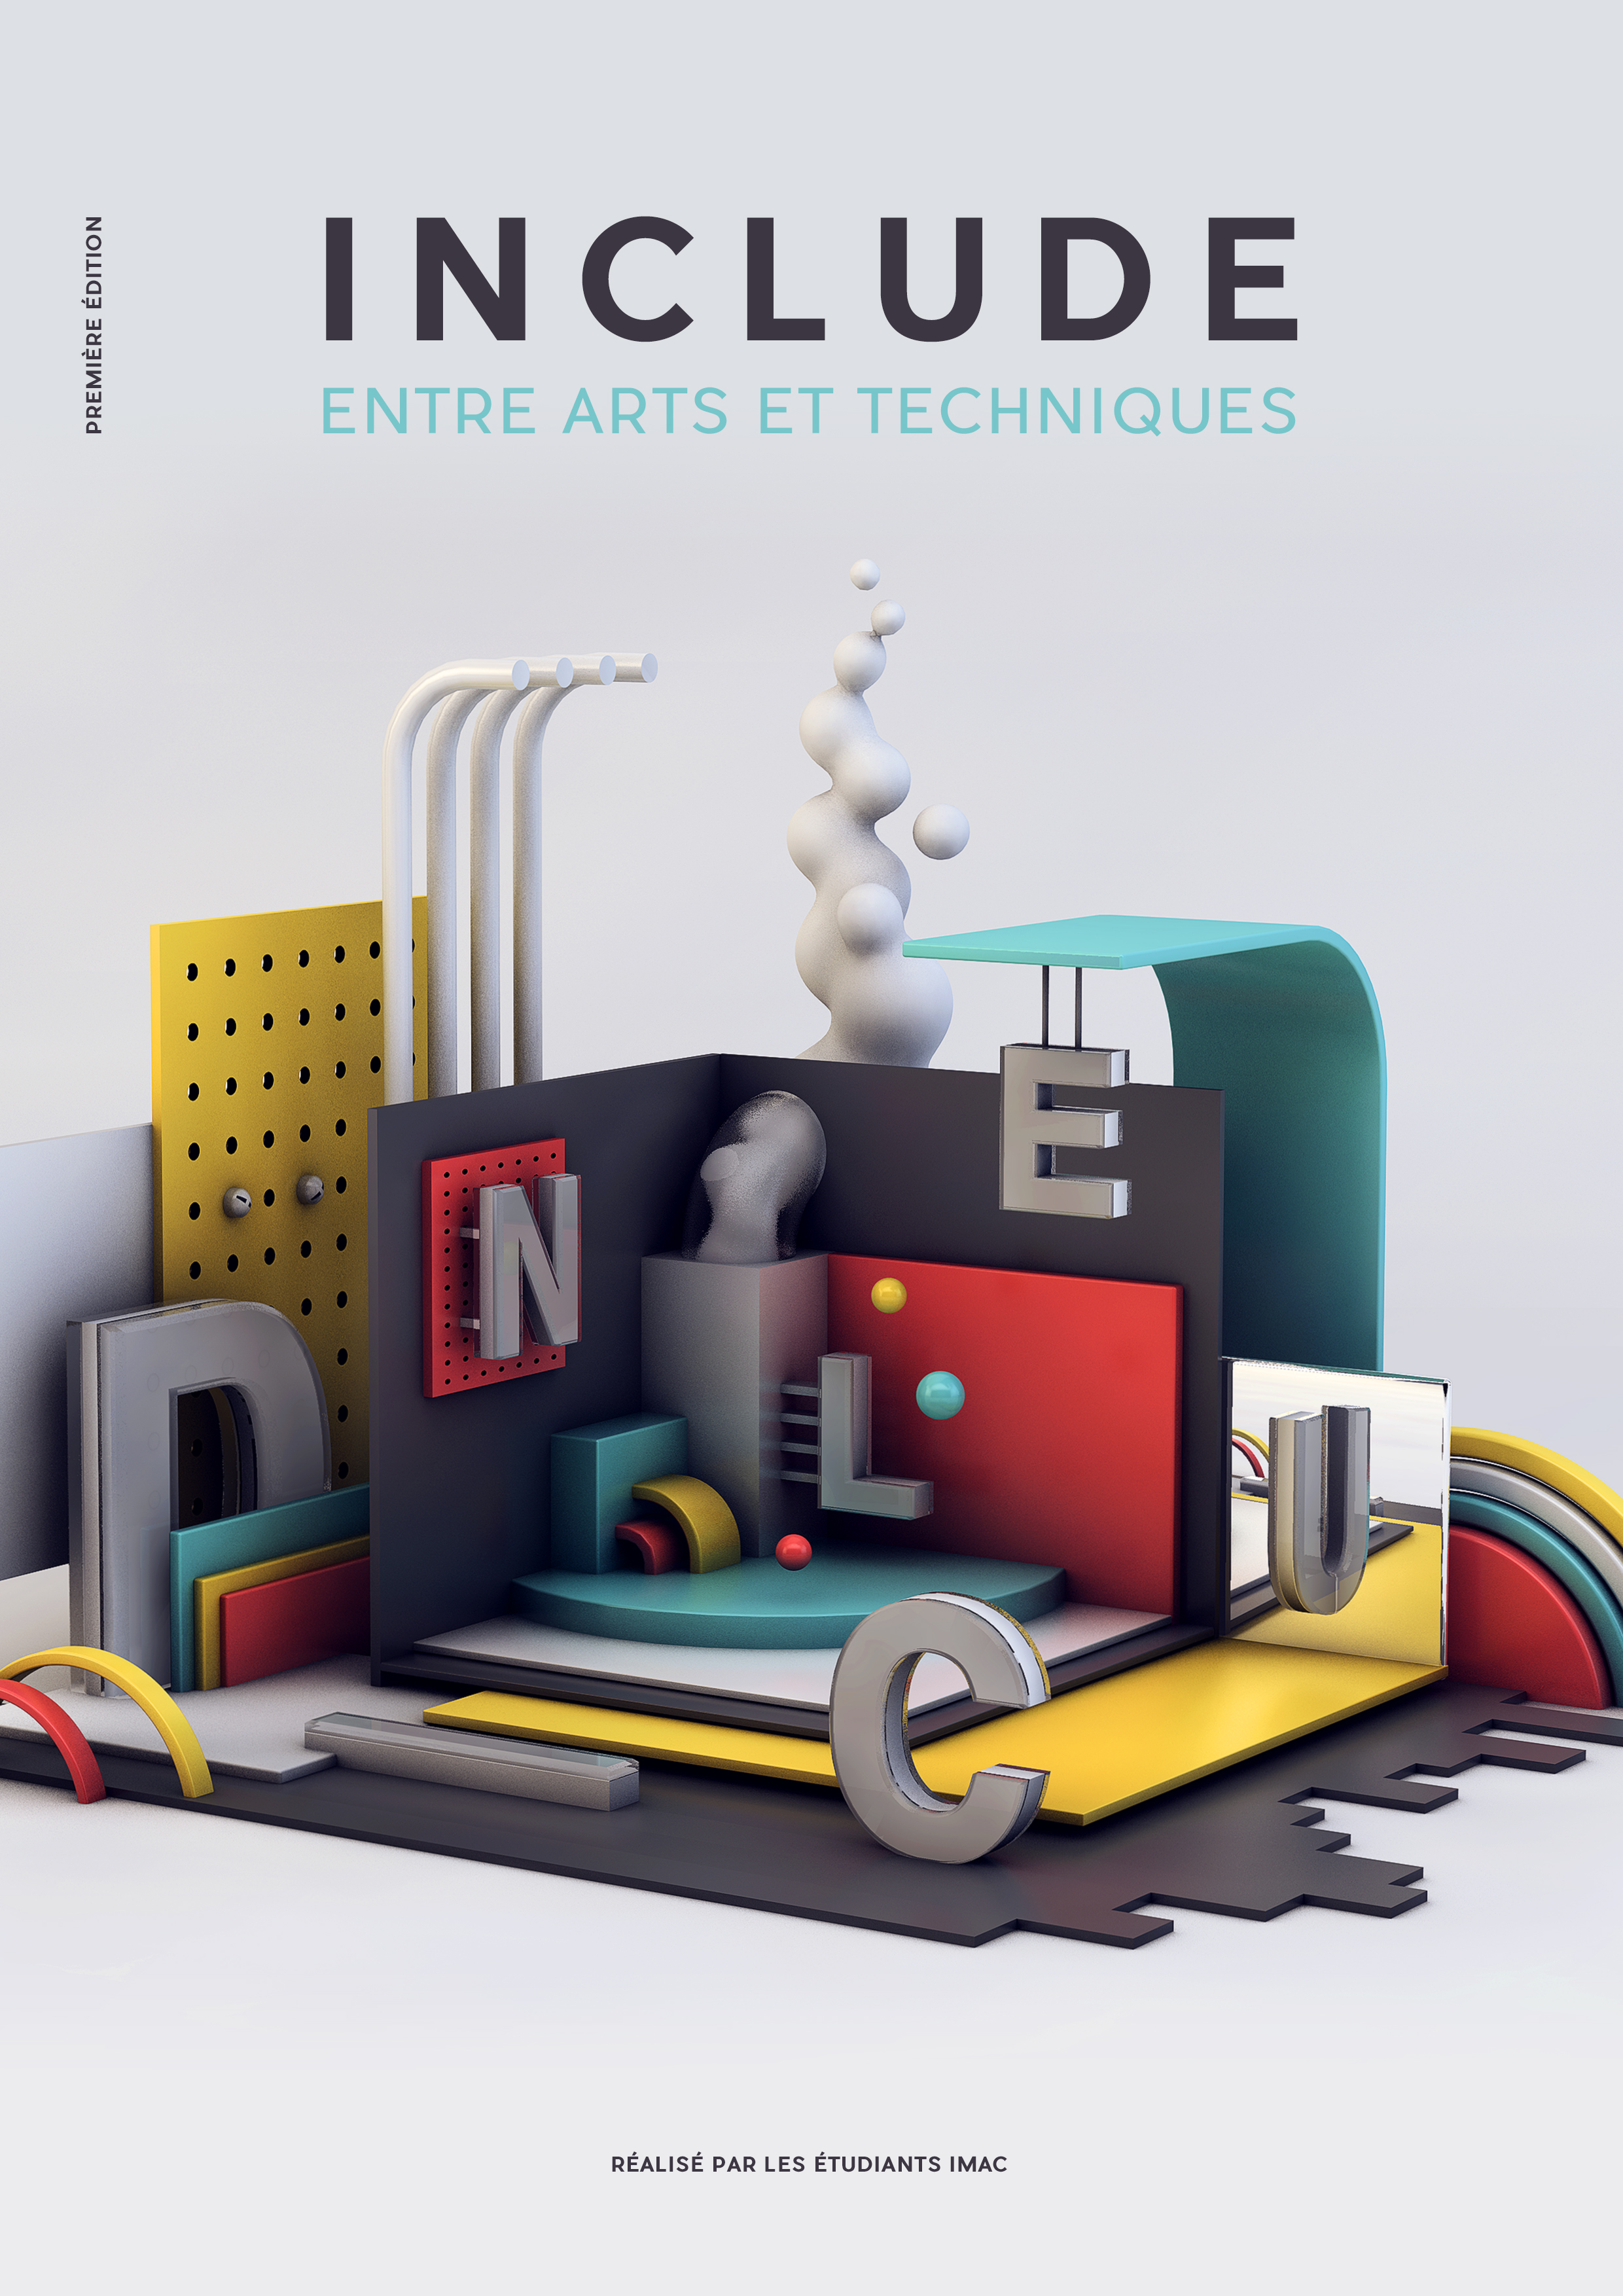 PREMIÈRE ÉDITION
INCLUDE
ENTRE ARTS ET TECHNIQUES
E
N
L
U
D
C
RÉALISÉ PAR LES ÉTUDIANTS IMAC